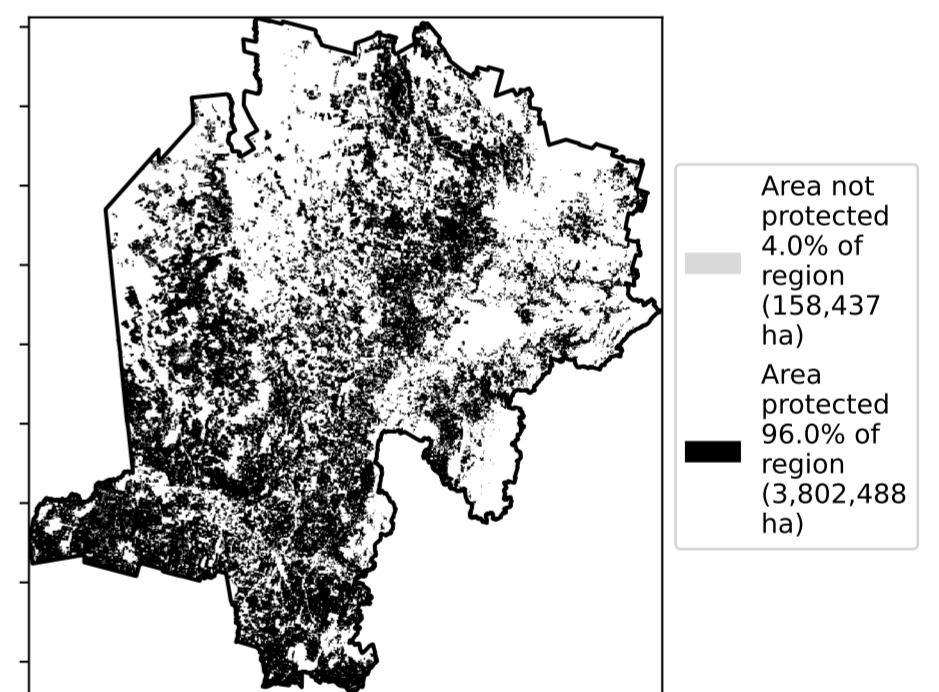 Area not
protected
4.0% of
region
(158,437
ha)
Area
protected
96.0% of
region
(3,802,488
ha)